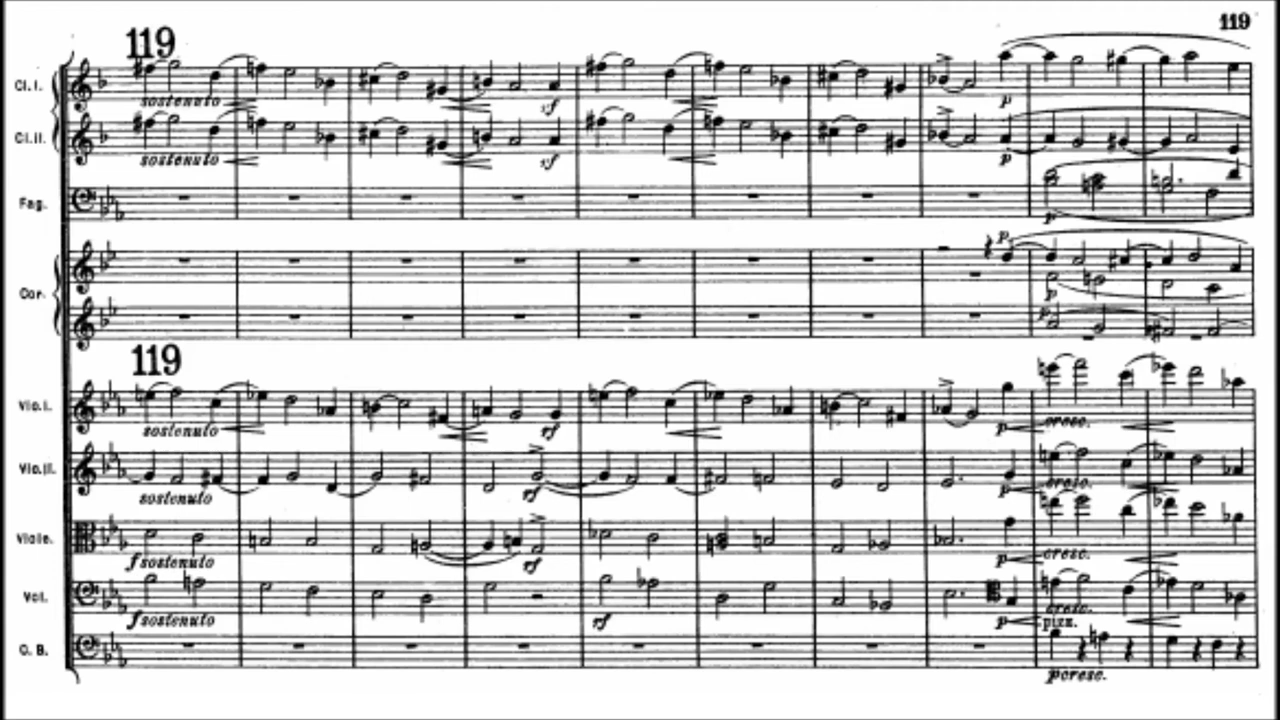 119
119
Cl. I.
sostenuto sf p
Cl. II.
sostenuto sf p
Fag.
p
Cor.
p
p
p
119
Vio. I.
sostenuto sf p cresc.
Vio. II.
sostenuto sf p cresc.
Viole.
f sostenuto sf p cresc.
Vcl.
f sostenuto sf p cresc.
pizz.
C. B.
p cresc.